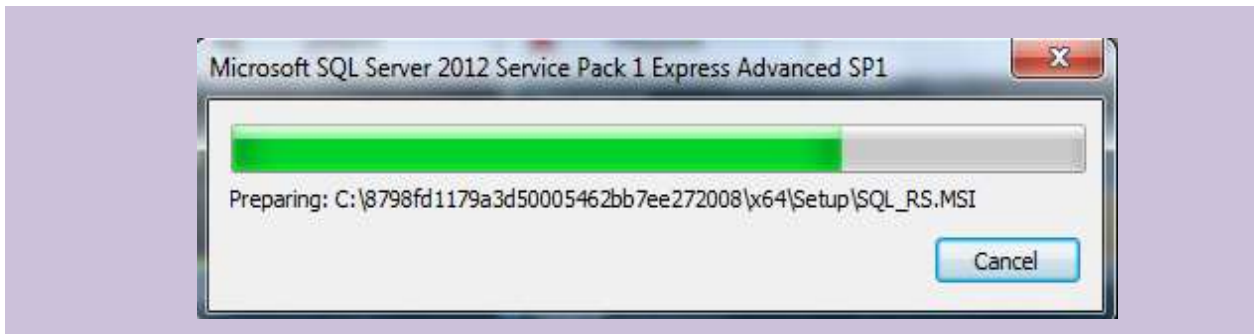 Microsoft SQL Server 2012 Service Pack 1 Express Advanced SP1
Preparing: C:\8798fd1179a3d50005462bb7ee272008\x64\Setup\SQL_RS.MSI
Cancel